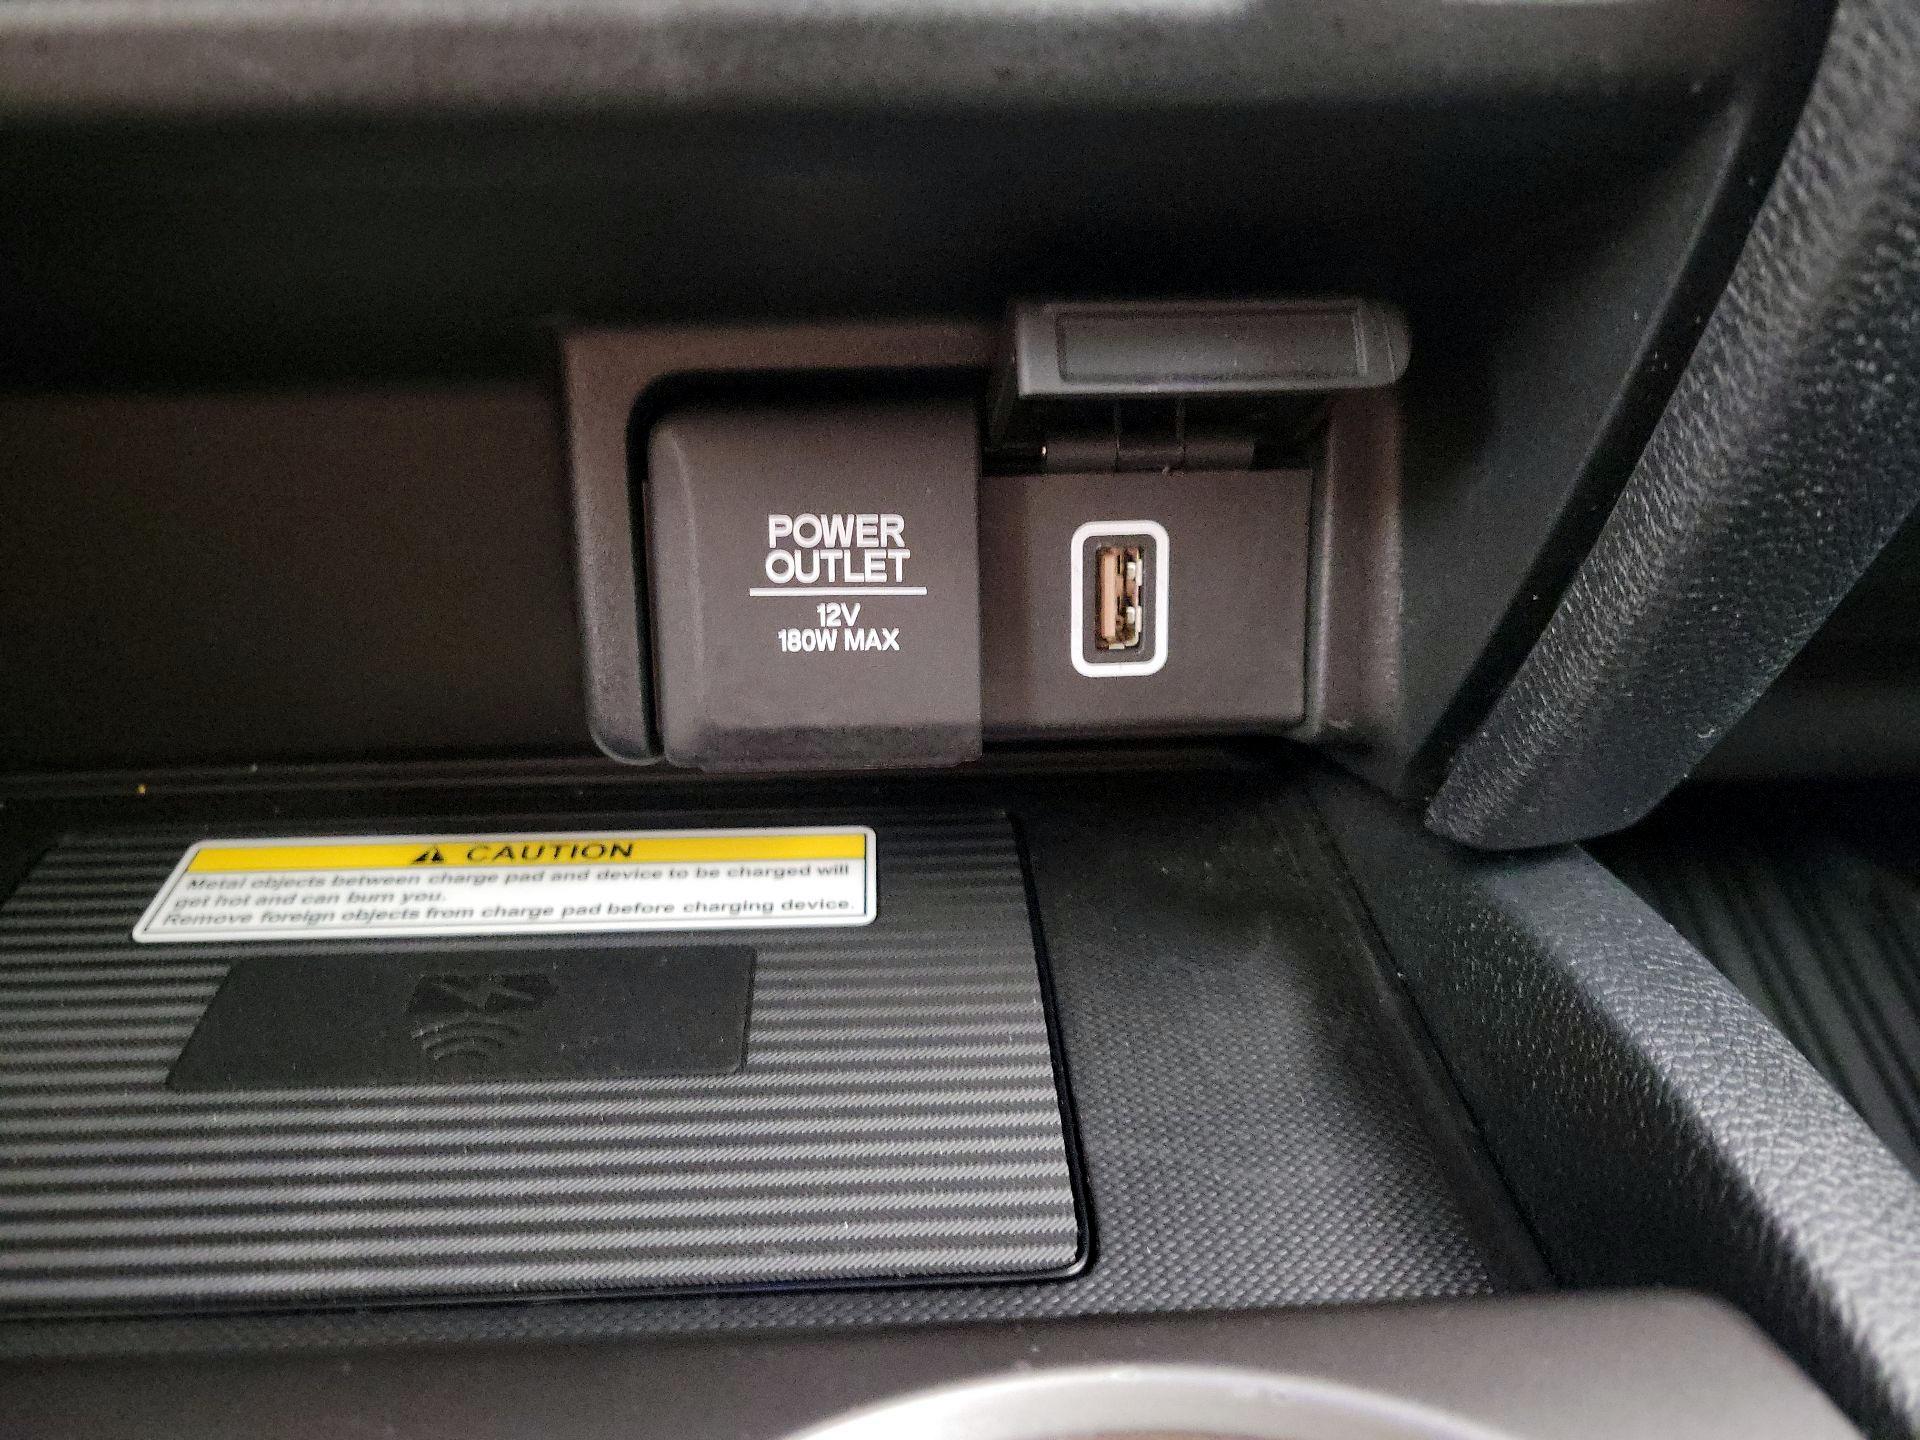 POWER
OUTLET
12V
180W MAX
CAUTION
Metal objects between charge pad and device to be charged will
get hot and can burn you.
Remove foreign objects from charge pad before charging device.